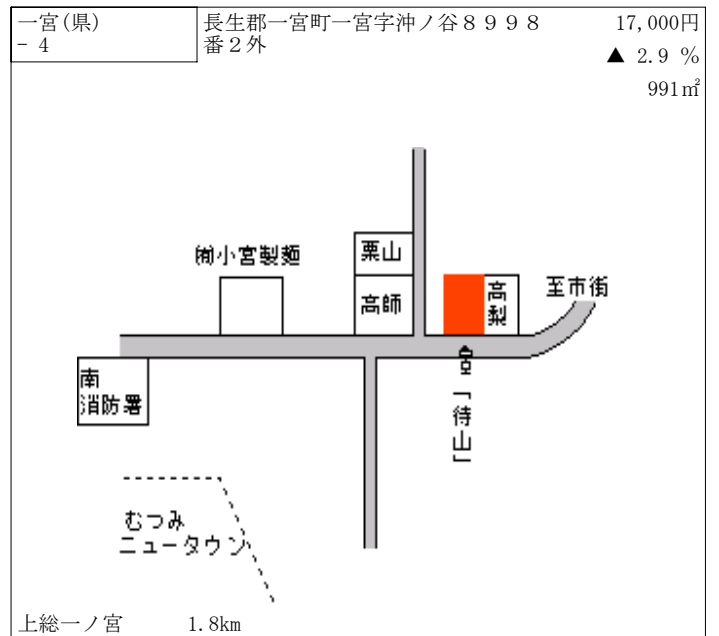 一宮(県)
- 4
長生郡一宮町一宮字沖ノ谷８９９８
番２外
17,000円
▲ 2.9 %
991㎡
㈲小宮製麺
栗山
高師
高梨
至市街
南
消防署
「待山」
むつみ
ニュータウン
上総一ノ宮 1.8km